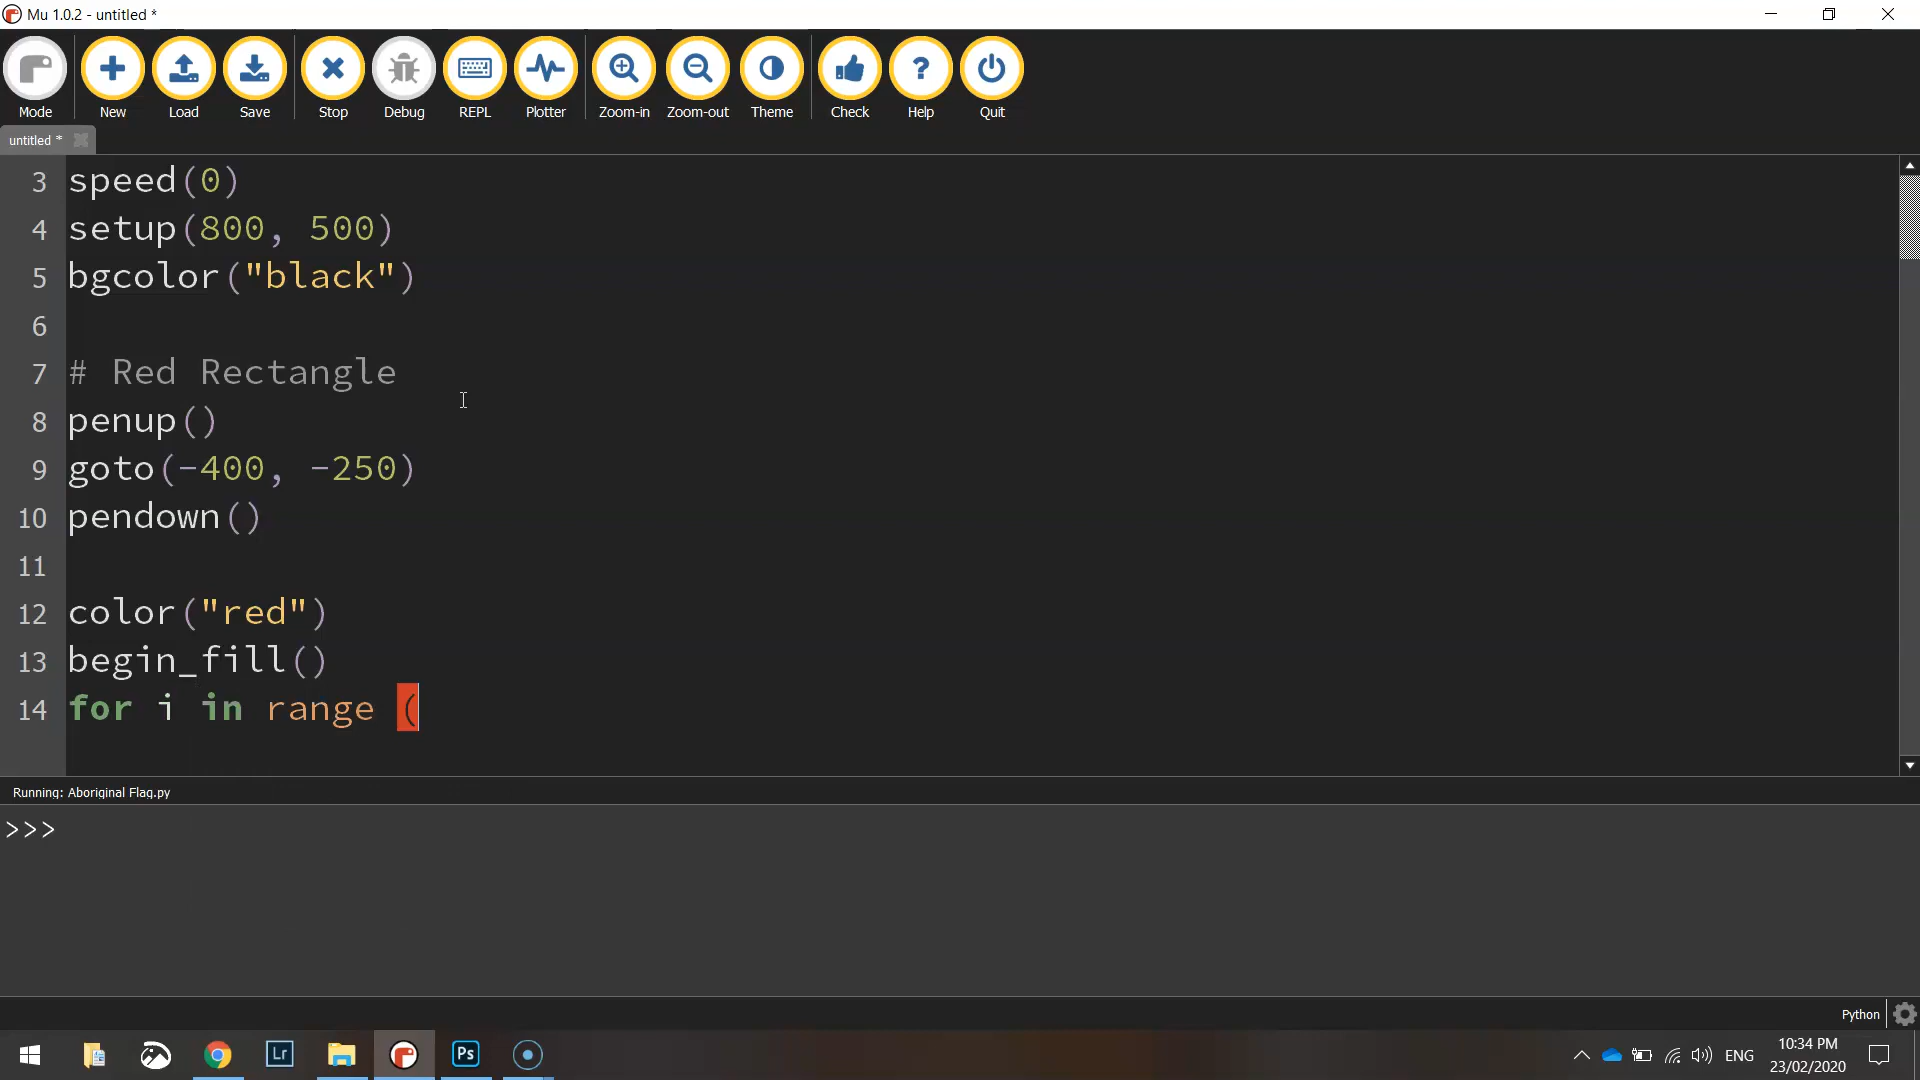 Mu 1.0.2 - untitled *
Mode New Load Save Stop Debug REPL Plotter Zoom-in Zoom-out Theme Check Help Quit
untitled *
3 speed(0)
4 setup(800, 500)
5 bgcolor("black")
6
7 # Red Rectangle
8 penup()
9 goto(-400, -250)
10 pendown()
11
12 color("red")
13 begin_fill()
14 for i in range (
Running: Aboriginal Flag.py
>>>
Python
Lr Ps ENG 10:34 PM
23/02/2020